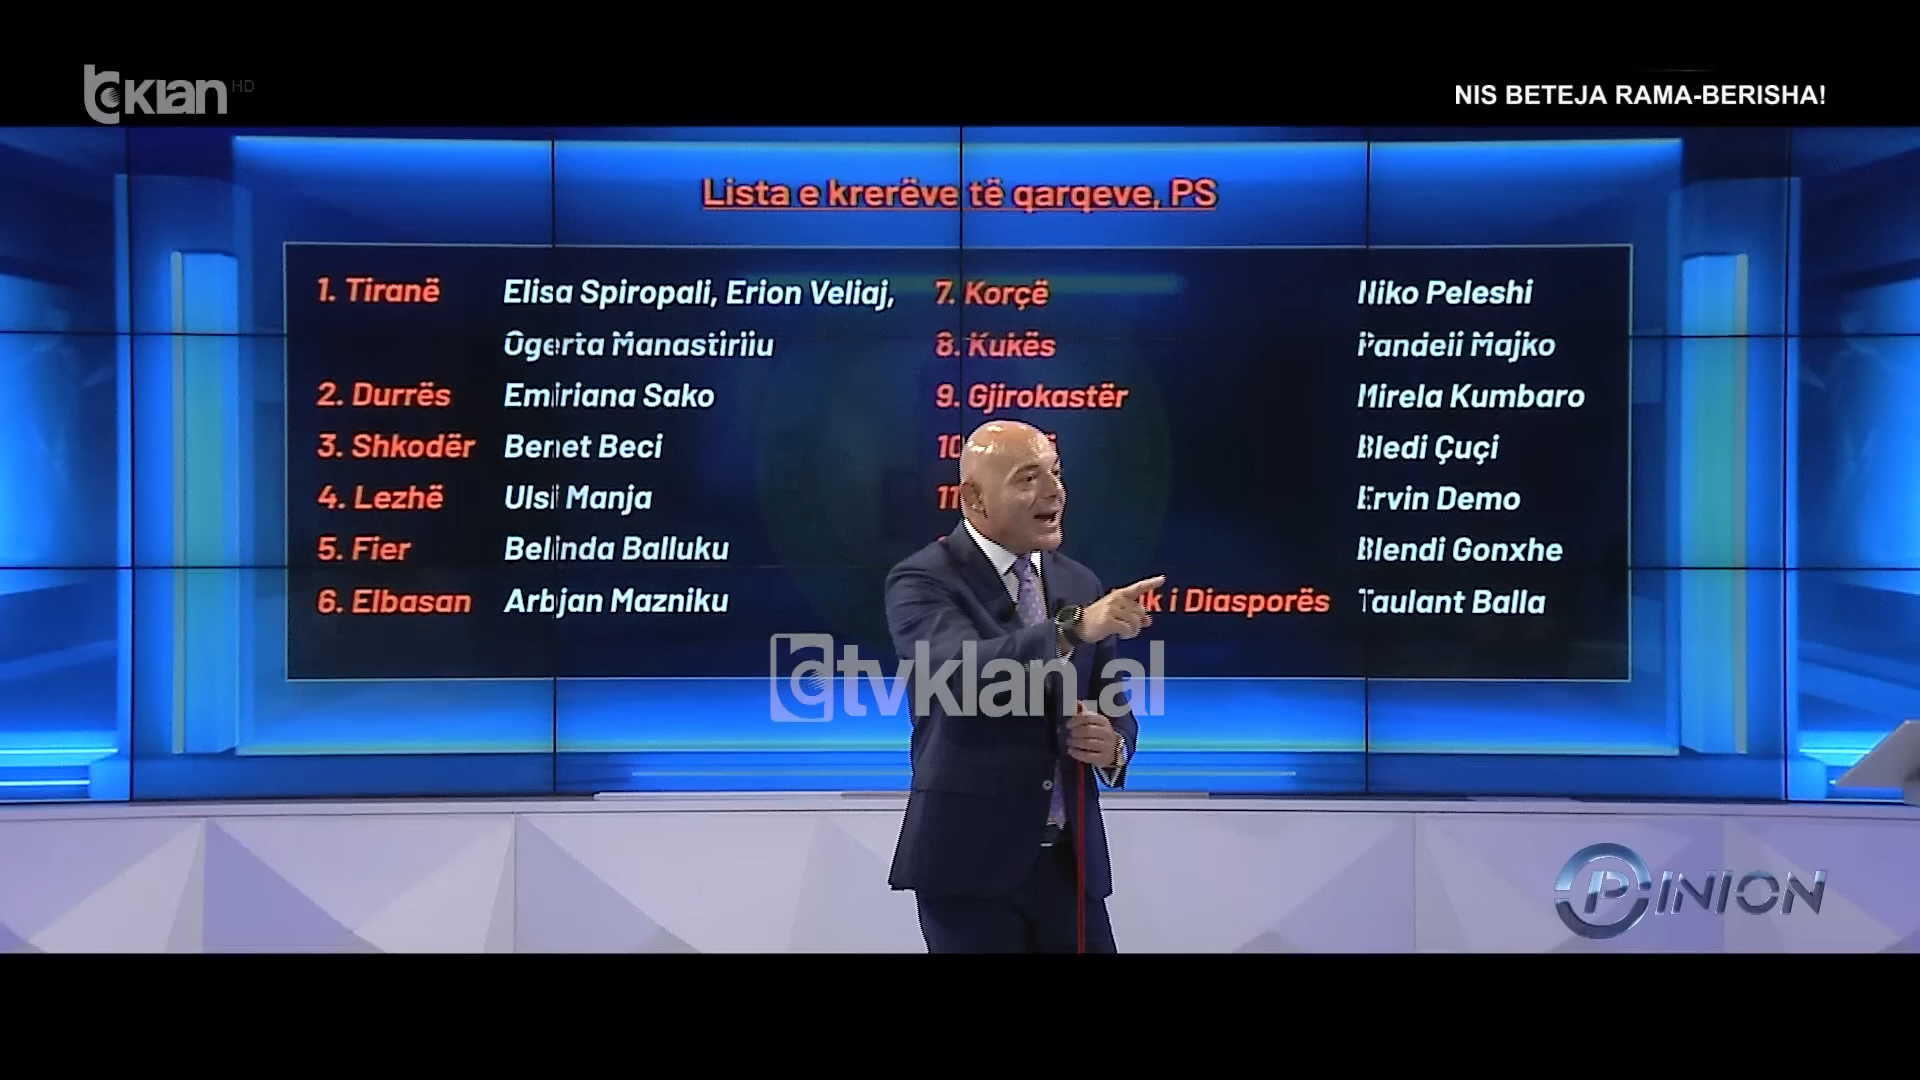 tvklan HD
NIS BETEJA RAMA-BERISHA!
Lista e krerëve të qarqeve, PS
1. Tiranë Elisa Spiropali, Erion Veliaj,
Ogerta Manastirliu
2. Durrës Emiriana Sako
3. Shkodër Benet Beci
4. Lezhë Ulsi Manja
5. Fier Belinda Balluku
6. Elbasan Arbjan Mazniku
7. Korçë Niko Peleshi
8. Kukës Pandeli Majko
9. Gjirokastër Mirela Kumbaro
10 Bledi Çuçi
11 Ervin Demo
Blendi Gonxhe
k i Diasporës Taulant Balla
tvklan.al
OPINION